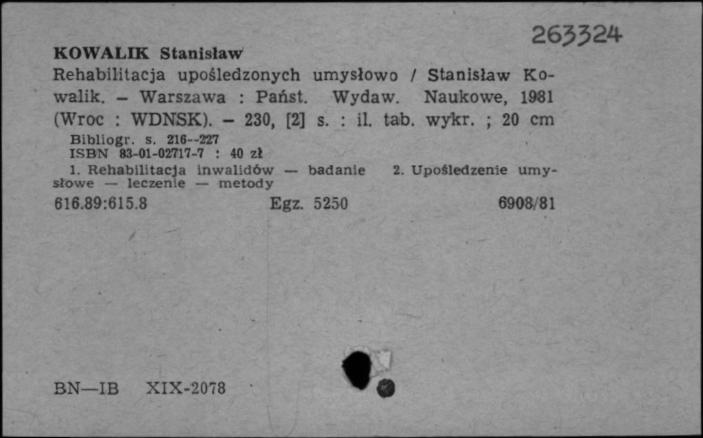 263324
KOWALIK Stanisław
Rehabilitacja upośledzonych umysłowo / Stanisław Ko-
walik. — Warszawa : Państ. Wydaw. Naukowe, 1981
(Wroc : WDNSK). — 230, [2] s. : il. tab. wykr. ; 20 cm
Bibliogr. s. 216--227
ISBN 83-01-02717-7 : 40 zł
1. Rehabilitacja inwalidów — badanie 2. Upośledzenie umy-
słowe — leczenie — metody
616.89:615.8 Egz. 5250 6908/81
BN—IB XIX-2078